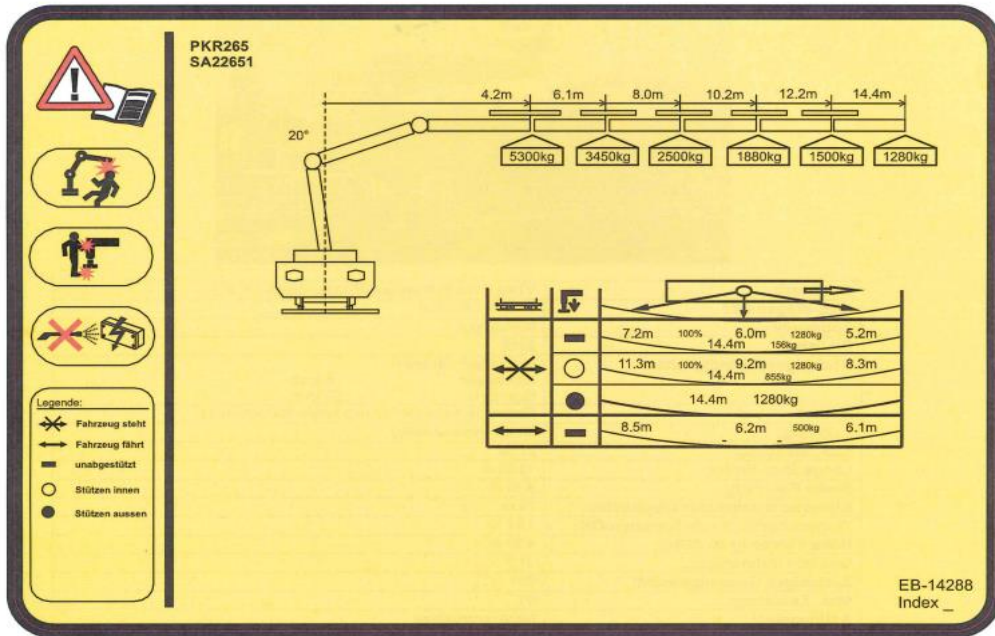 PKR265
SA22651
4.2m 6.1m 8.0m 10.2m 12.2m 14.4m
20°
5300kg 3450kg 2500kg 1880kg 1500kg 1280kg
7.2m 100% 6.0m 1280kg 5.2m
14.4m 156kg
11.3m 100% 9.2m 1280kg 8.3m
14.4m 855kg
14.4m 1280kg
8.5m 6.2m 500kg 6.1m
- -
Legende:
Fahrzeug steht
Fahrzeug fährt
unabgestützt
Stützen innen
Stützen aussen
EB-14288
Index _